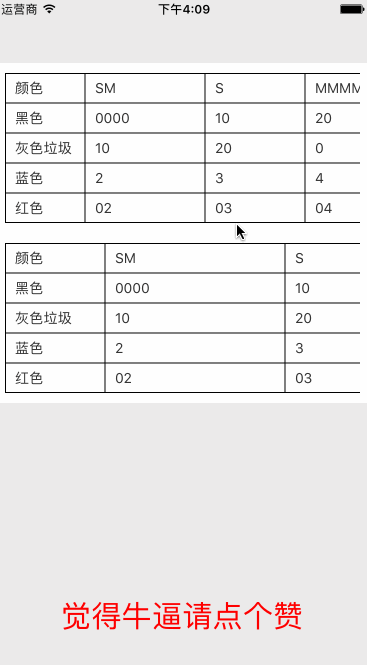 运营商 下午4:09
颜色 SM S MMMM
黑色 0000 10 20
灰色垃圾 10 20 0
蓝色 2 3 4
红色 02 03 04
颜色 SM S
黑色 0000 10
灰色垃圾 10 20
蓝色 2 3
红色 02 03
觉得牛逼请点个赞